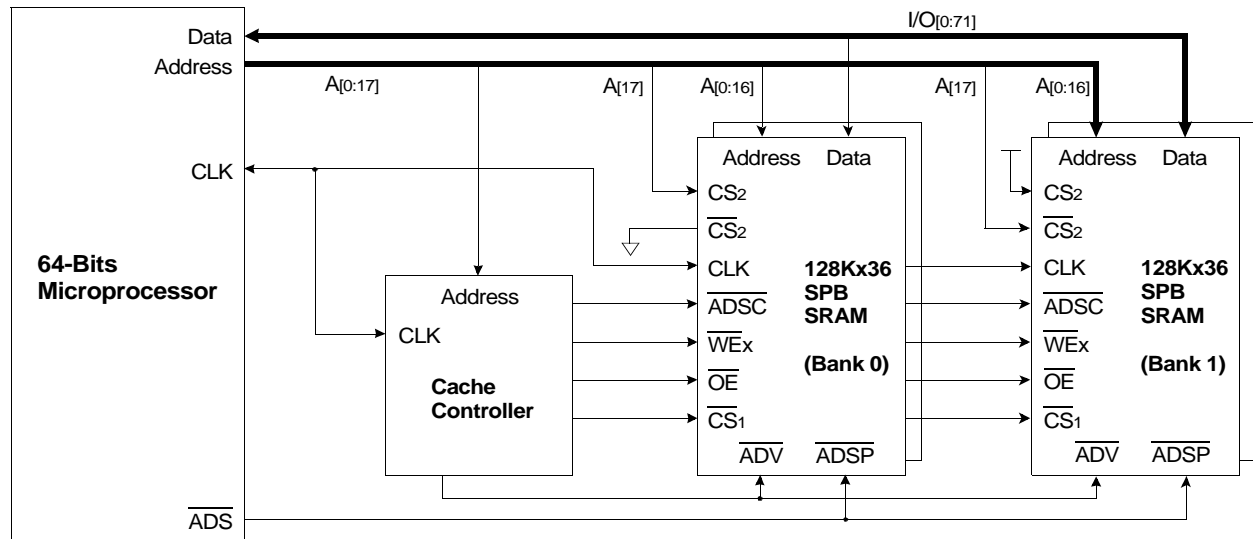 I/O[0:71]
Data
Address
A[0:17]
A[17]
A[0:16]
A[17]
A[0:16]
CLK
64-Bits
Microprocessor
ADS
Address
CLK
Cache
Controller
Address Data
CS2
CS2
CLK
ADSC
WEx
OE
CS1
128Kx36
SPB
SRAM
(Bank 0)
ADV ADSP
Address Data
CS2
CS2
CLK
ADSC
WEx
OE
CS1
128Kx36
SPB
SRAM
(Bank 1)
ADV ADSP